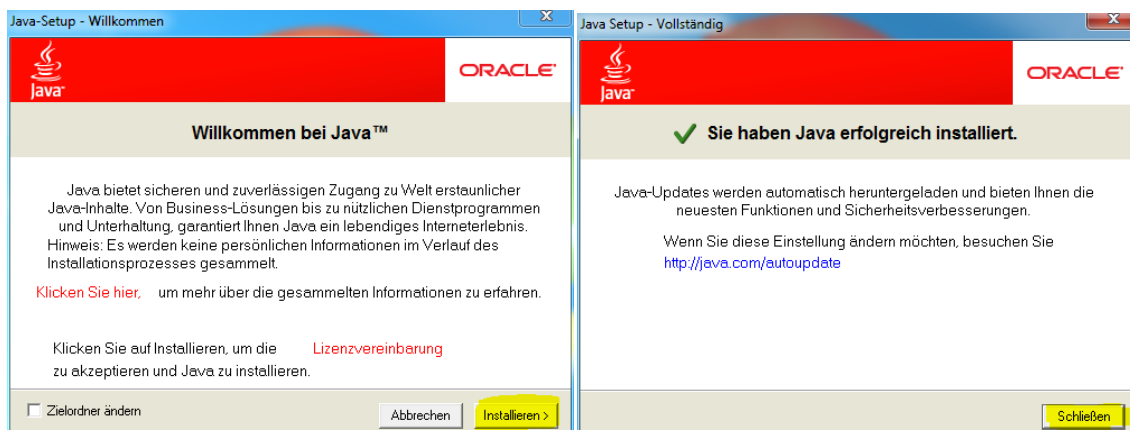 Java-Setup - Willkommen
Java
ORACLE
Willkommen bei Java™
Java bietet sicheren und zuverlässigen Zugang zu Welt erstaunlicher
Java-Inhalte. Von Business-Lösungen bis zu nützlichen Dienstprogrammen
und Unterhaltung, garantiert Ihnen Java ein lebendiges Interneterlebnis.
Hinweis: Es werden keine persönlichen Informationen im Verlauf des
Installationsprozesses gesammelt.
Klicken Sie hier, um mehr über die gesammelten Informationen zu erfahren.
Klicken Sie auf Installieren, um die Lizenzvereinbarung
zu akzeptieren und Java zu installieren.
Zielordner ändern
Abbrechen
Installieren >
Java Setup - Vollständig
Java
ORACLE
Sie haben Java erfolgreich installiert.
Java-Updates werden automatisch heruntergeladen und bieten Ihnen die
neuesten Funktionen und Sicherheitsverbesserungen.
Wenn Sie diese Einstellung ändern möchten, besuchen Sie
http://java.com/autoupdate
Schließen